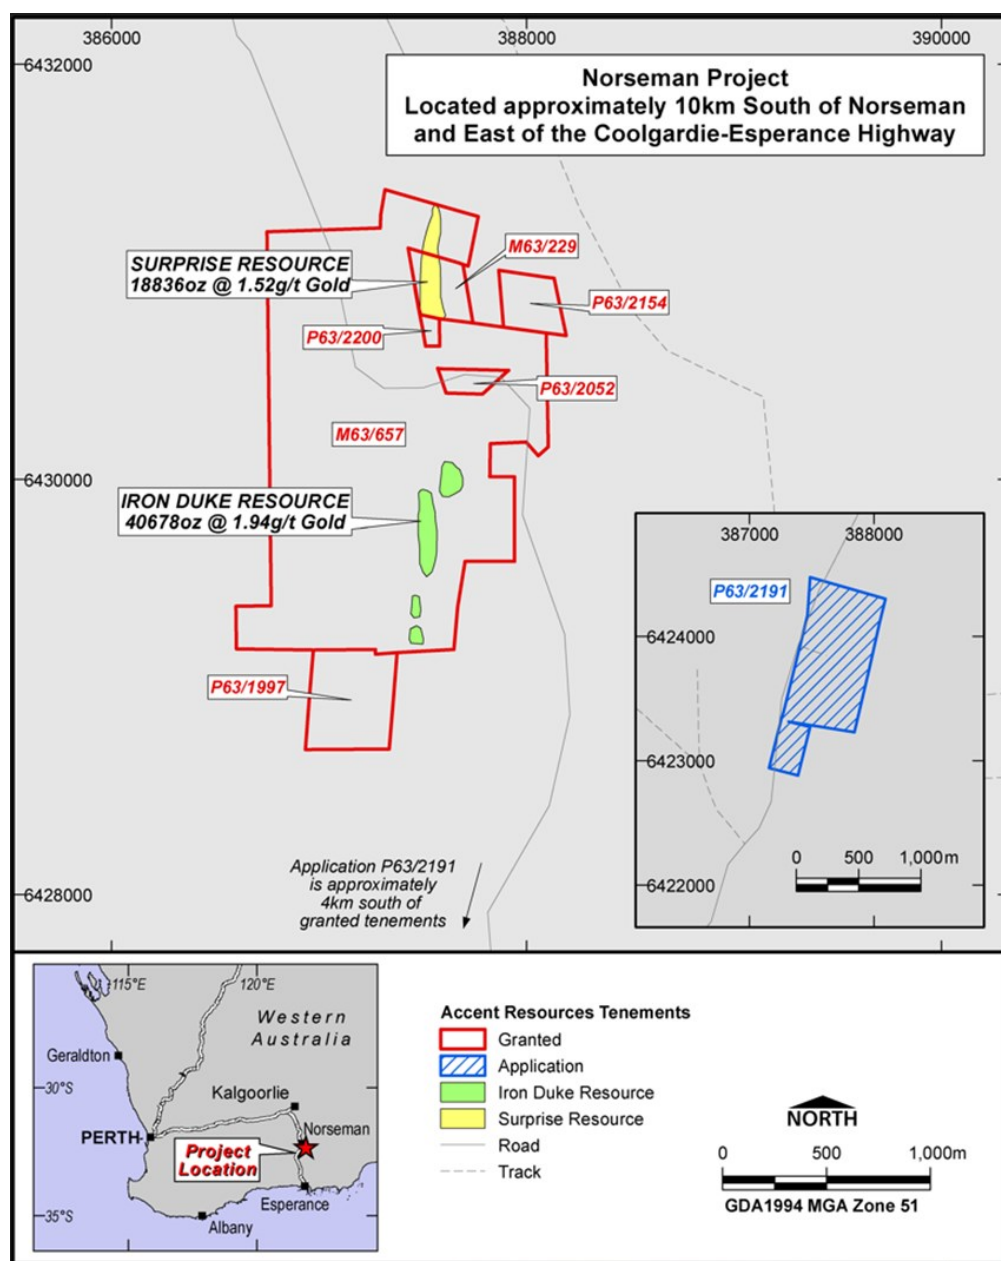 386000
388000
390000
6432000
Norseman Project
Located approximately 10km South of Norseman
and East of the Coolgardie-Esperance Highway
M63/229
SURPRISE RESOURCE
18836oz @ 1.52g/t Gold
P63/2154
P63/2200
P63/2052
M63/657
6430000
IRON DUKE RESOURCE
40678oz @ 1.94g/t Gold
387000
388000
P63/2191
6424000
P63/1997
6423000
0
500
1,000m
6422000
Application P63/2191
is approximately
4km south of
granted tenements
6428000
115°E
120°E
Western
Australia
Geraldton
30°S
Kalgoorlie
PERTH
Norseman
Project
Location
Esperance
35°S
Albany
Accent Resources Tenements
Granted
Application
Iron Duke Resource
Surprise Resource
Road
Track
NORTH
0
500
1,000m
GDA1994 MGA Zone 51